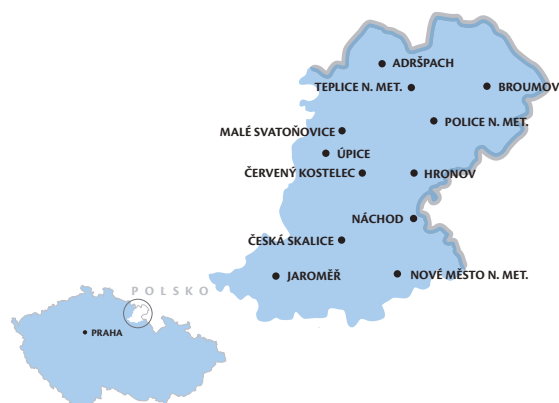 ADRŠPACH
TEPLICE N. MET.
BROUMOV
POLICE N. MET.
MALÉ SVATOŇOVICE
ÚPICE
ČERVENÝ KOSTELEC
HRONOV
NÁCHOD
ČESKÁ SKALICE
JAROMĚŘ
NOVÉ MĚSTO N. MET.
POLSKO
PRAHA